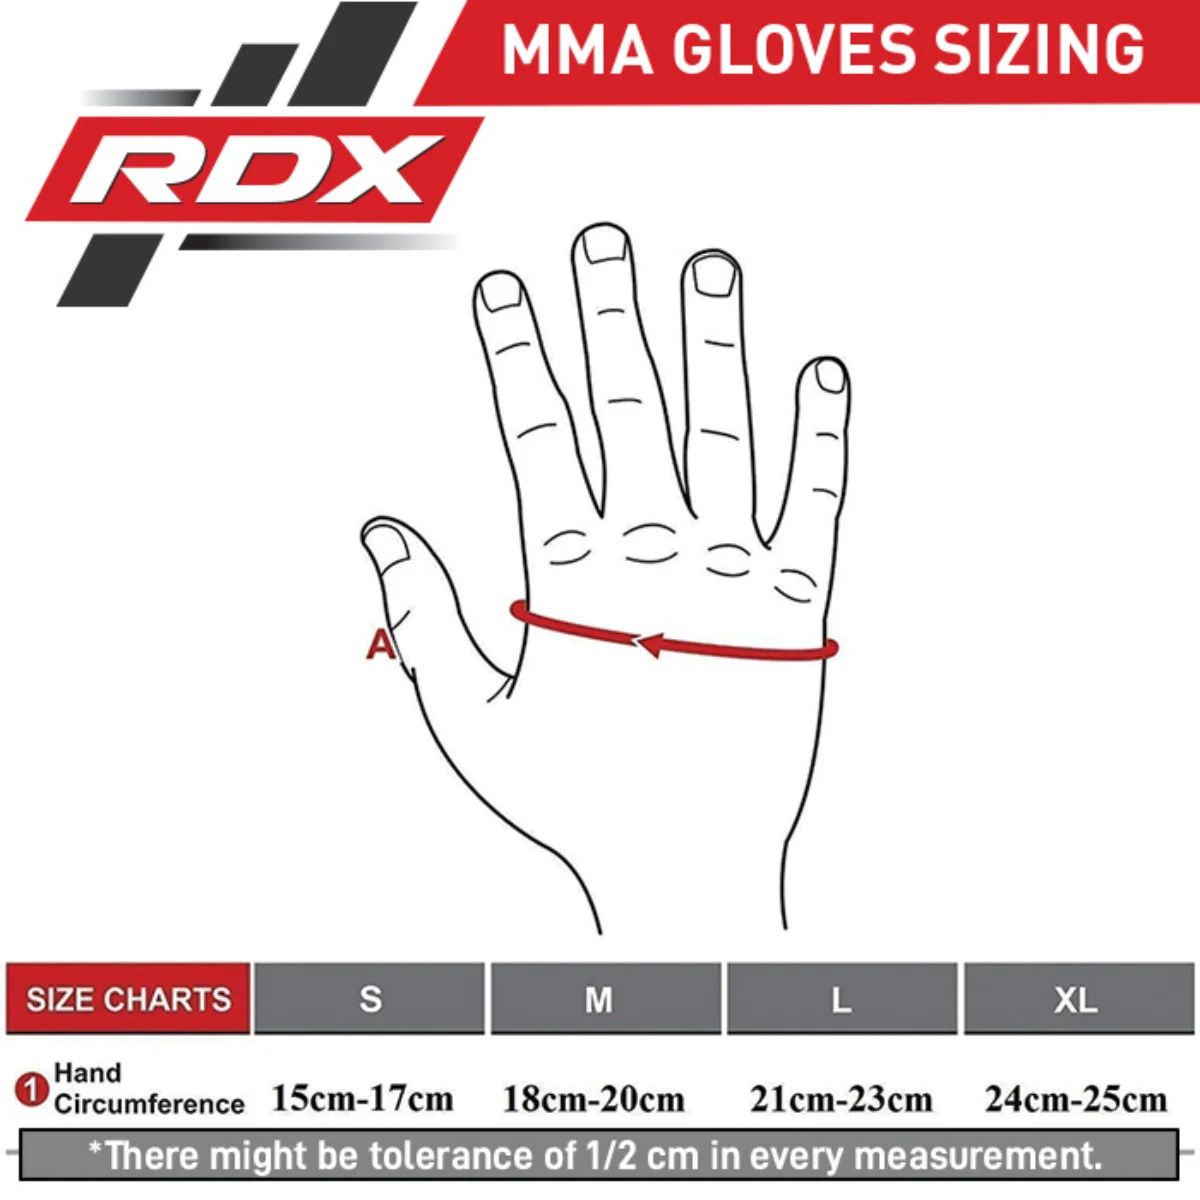 MMA GLOVES SIZING
RDX
A
SIZE CHARTS S M L XL
1 Hand
Circumference 15cm-17cm 18cm-20cm 21cm-23cm 24cm-25cm
*There might be tolerance of 1/2 cm in every measurement.